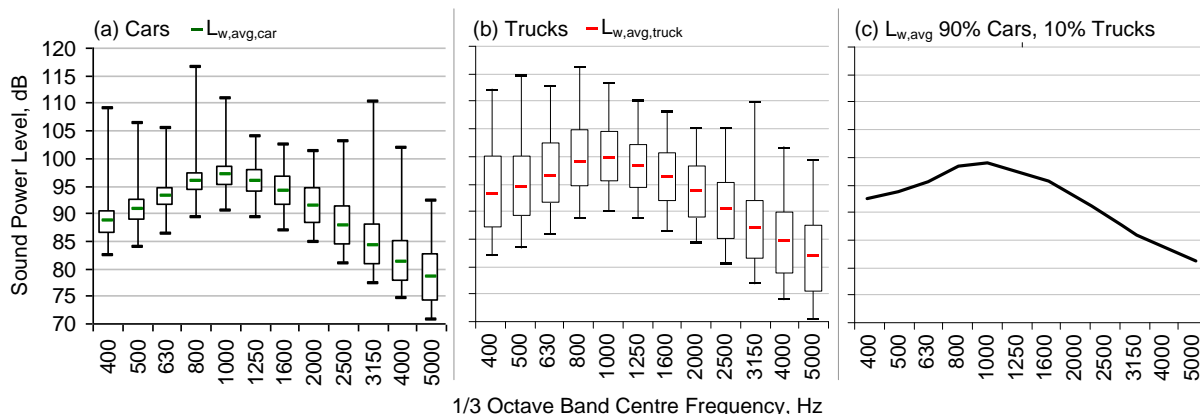 (a) Cars
Lw,avg,car
(b) Trucks
Lw,avg,truck
(c) Lw,avg 90% Cars, 10% Trucks
Sound Power Level, dB
120
115
110
105
100
95
90
85
80
75
70
400 500 630 800 1000 1250 1600 2000 2500 3150 4000 5000
400 500 630 800 1000 1250 1600 2000 2500 3150 4000 5000
400 500 630 800 1000 1250 1600 2000 2500 3150 4000 5000
1/3 Octave Band Centre Frequency, Hz